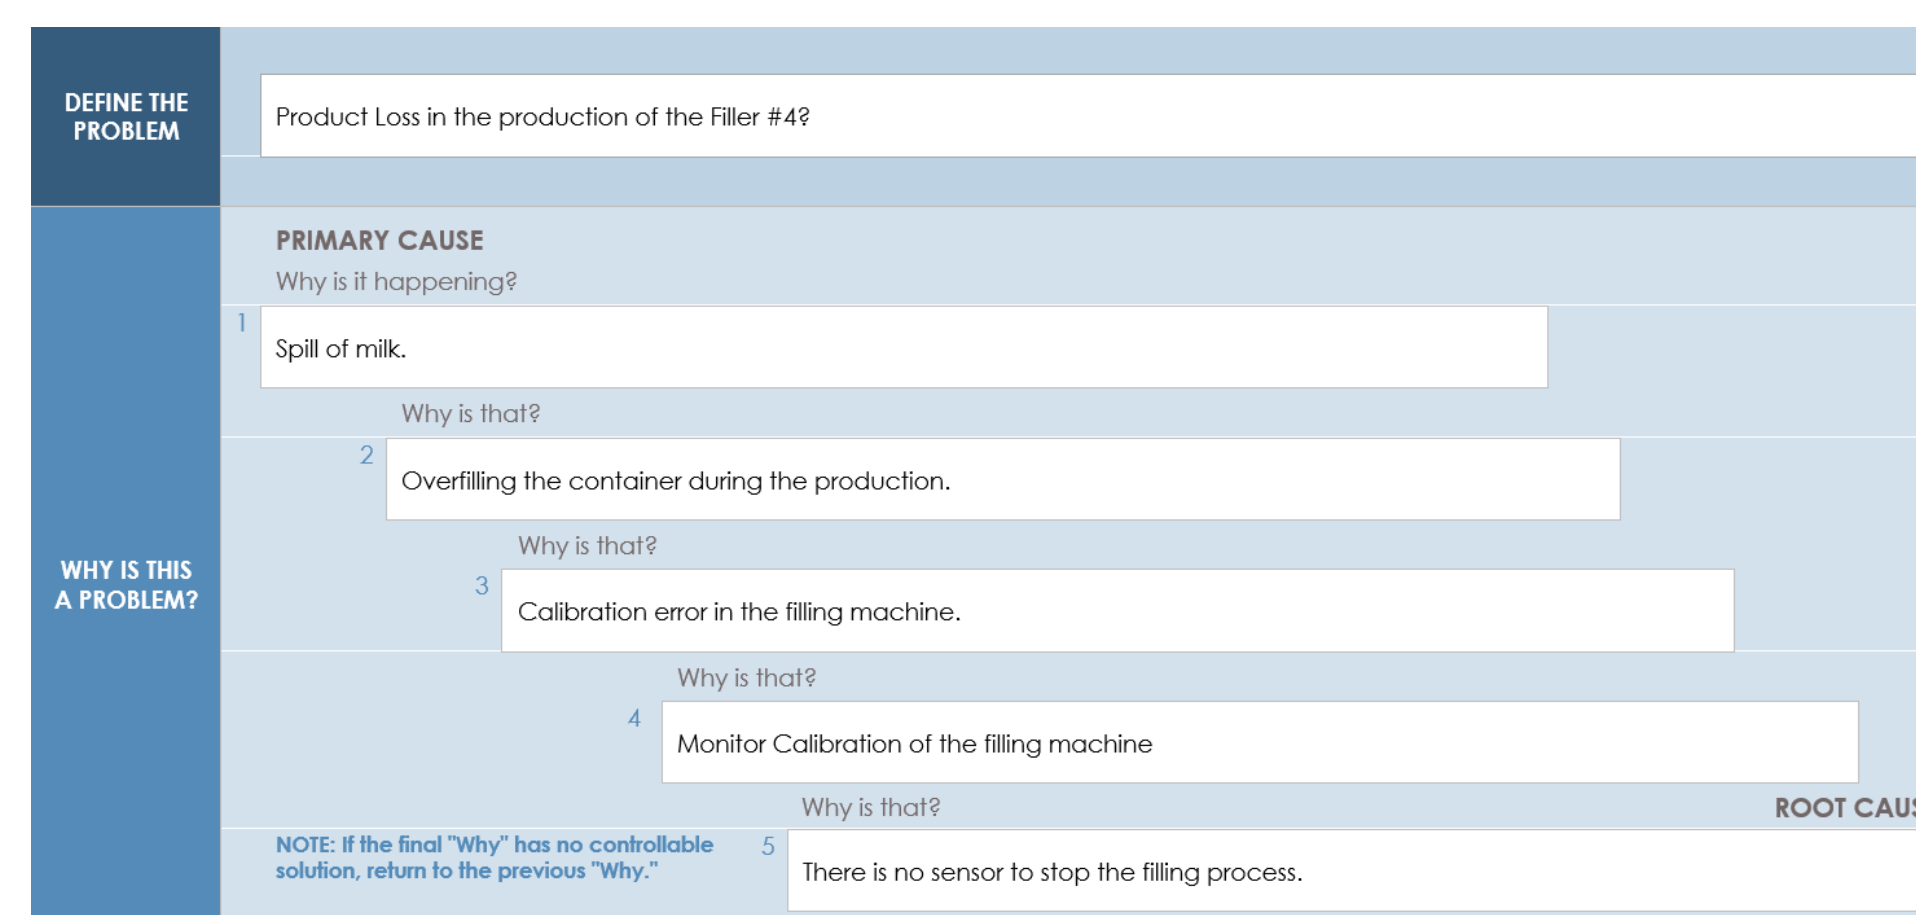 DEFINE THE
PROBLEM
Product Loss in the production of the Filler #4?
WHY IS THIS
A PROBLEM?
PRIMARY CAUSE
Why is it happening?
1
Spill of milk.
Why is that?
2
Overfilling the container during the production.
Why is that?
3
Calibration error in the filling machine.
Why is that?
4
Monitor Calibration of the filling machine
Why is that?
ROOT CAUS
NOTE: If the final "Why" has no controllable
solution, return to the previous "Why."
5
There is no sensor to stop the filling process.